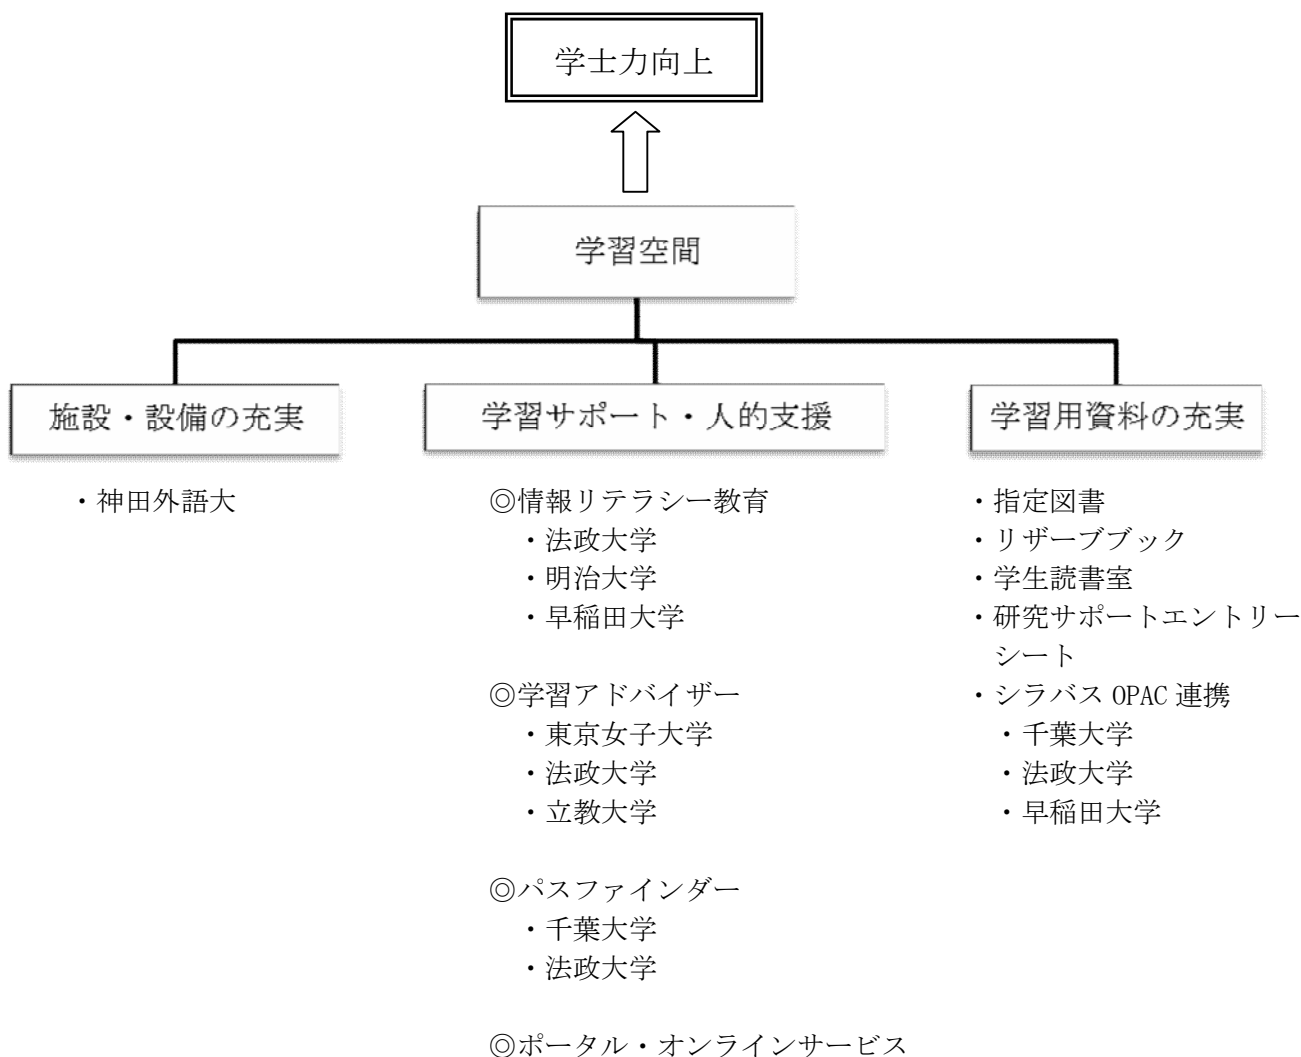 学士力向上
学習空間
施設・設備の充実
・神田外語大
学習サポート・人的支援
◎情報リテラシー教育
・法政大学
・明治大学
・早稲田大学
◎学習アドバイザー
・東京女子大学
・法政大学
・立教大学
◎パスファインダー
・千葉大学
・法政大学
◎ポータル・オンラインサービス
学習用資料の充実
・指定図書
・リザーブブック
・学生読書室
・研究サポートエントリー
シート
・シラバス OPAC 連携
・千葉大学
・法政大学
・早稲田大学